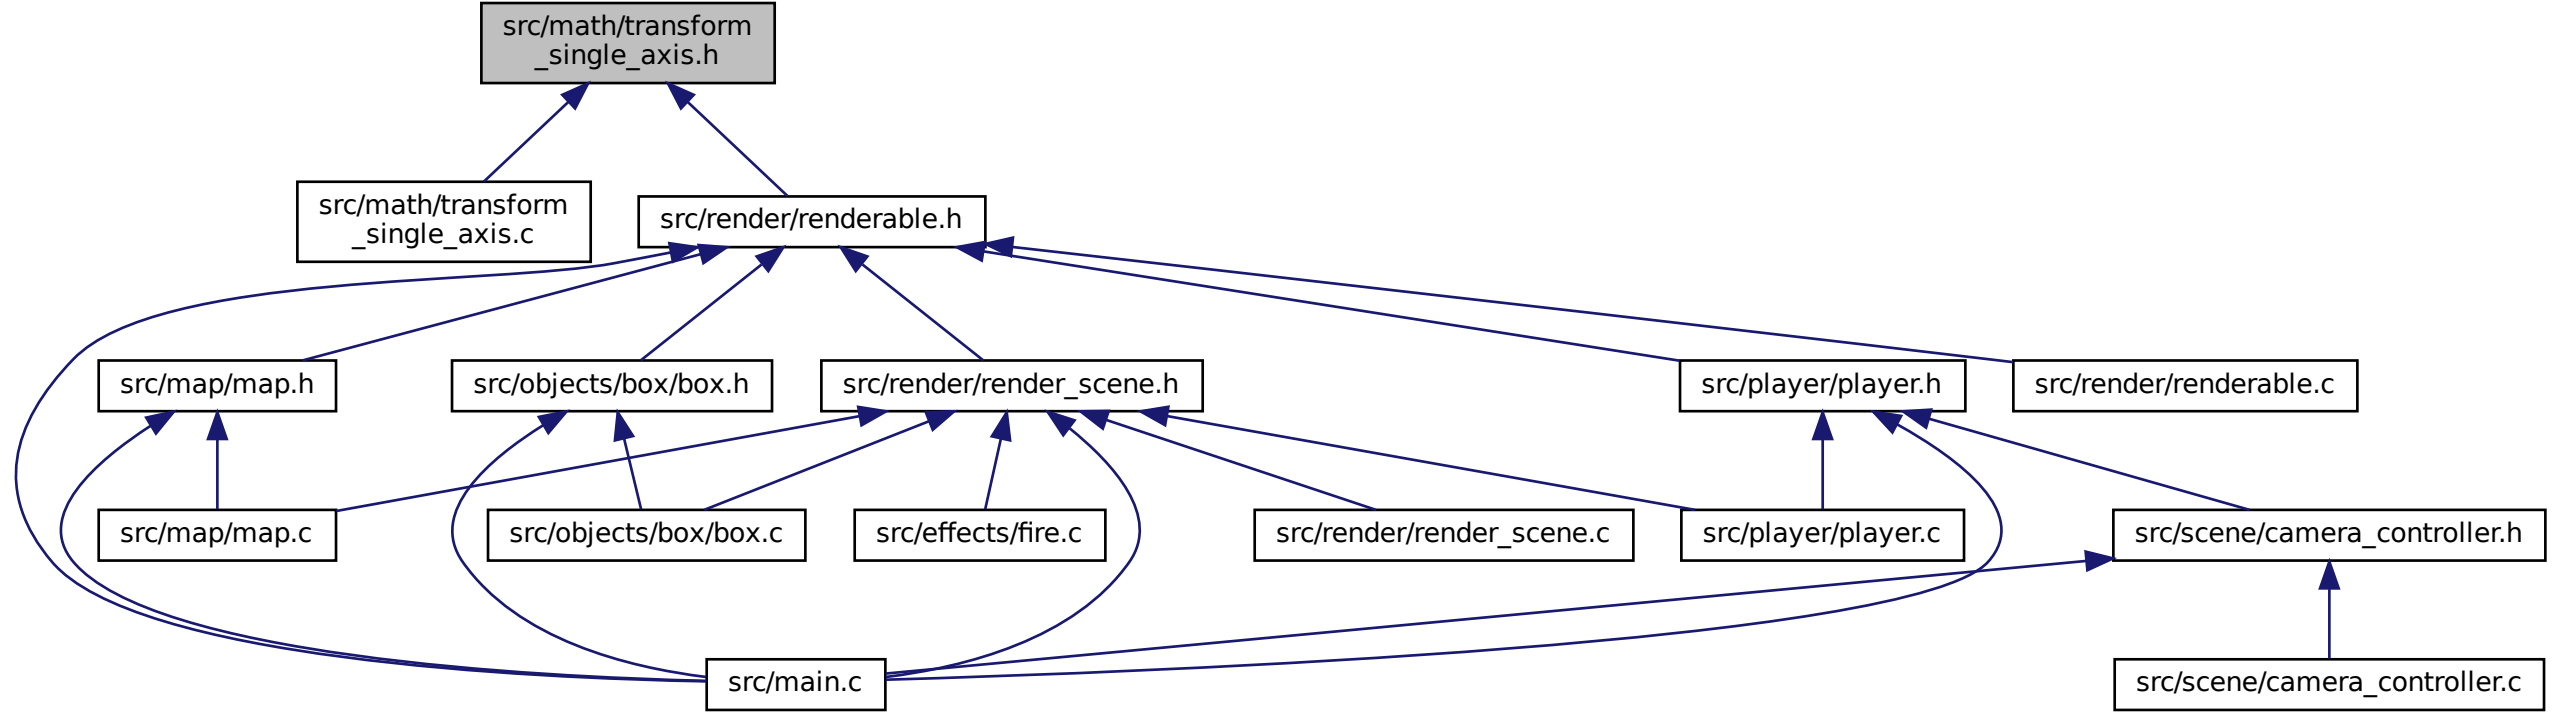 src/math/transform
_single_axis.h
src/math/transform
_single_axis.c
src/render/renderable.h
src/map/map.h
src/objects/box/box.h
src/render/render_scene.h
src/player/player.h
src/render/renderable.c
src/map/map.c
src/objects/box/box.c
src/effects/fire.c
src/render/render_scene.c
src/player/player.c
src/scene/camera_controller.h
src/main.c
src/scene/camera_controller.c